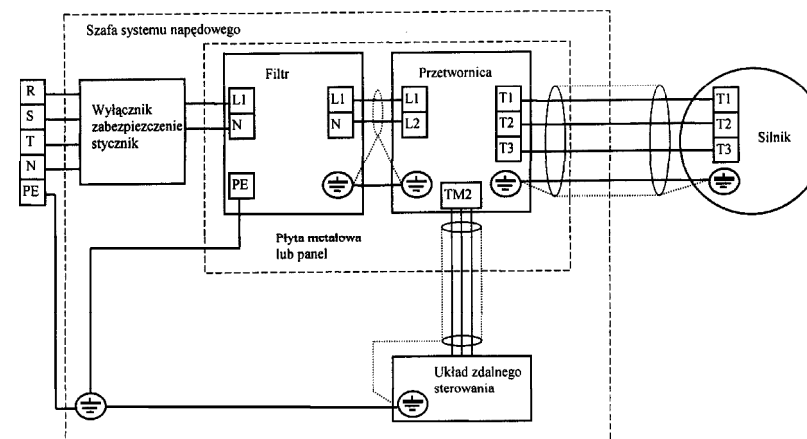 Szafa systemu napędowego
R
S
T
N
PE
Wyłącznik
zabezpieczenie
stycznik
Filtr
L1
N
PE
L1
N
Przetwornica
L1
L2
T1
T2
T3
TM2
T1
T2
T3
Silnik
Płyta metalowa
lub panel
Układ zdalnego
sterowania